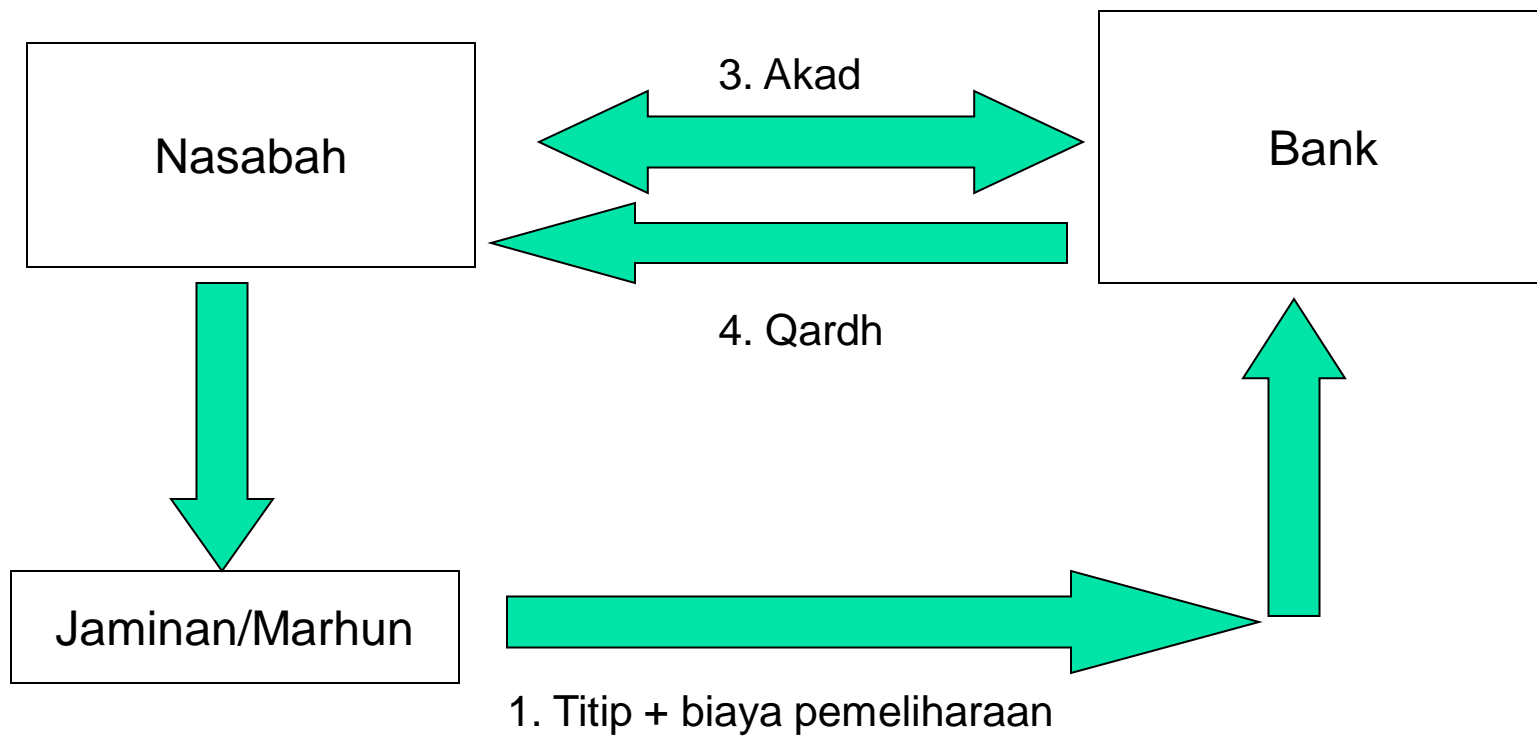 3. Akad
Nasabah
Bank
4. Qardh
Jaminan/Marhun
1. Titip + biaya pemeliharaan